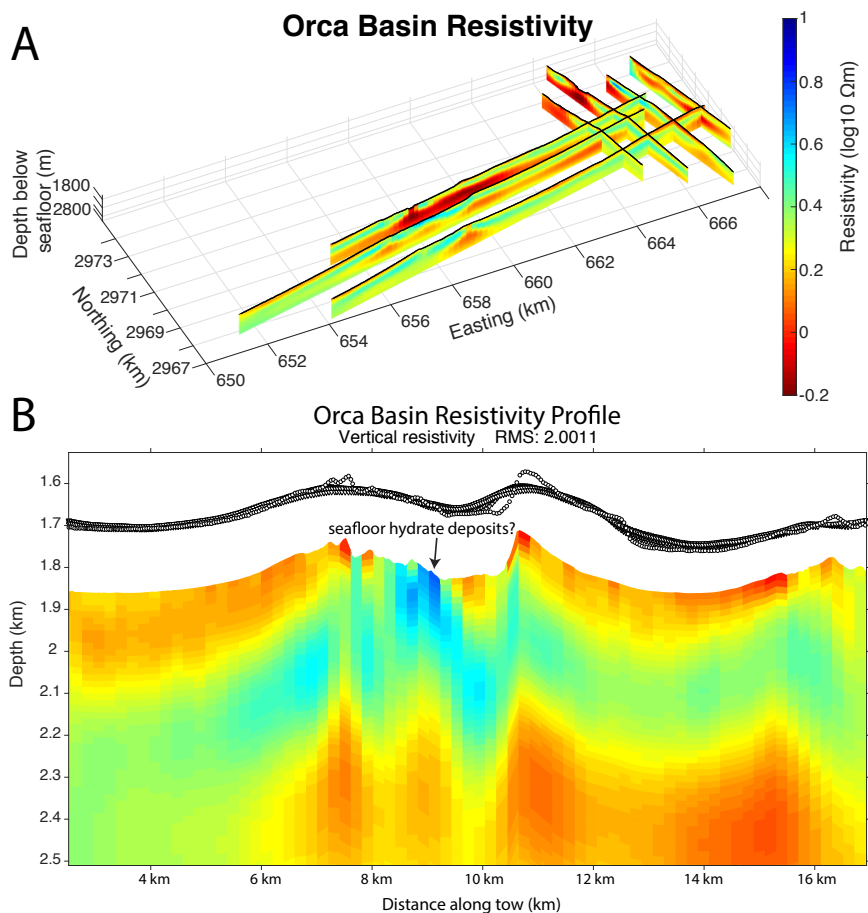 A
Orca Basin Resistivity
1
0.8
0.6
0.4
0.2
0
-0.2
Resistivity (log10 Ωm)
Depth below
seafloor (m)
1800
2800
2973
2971
2969
2967
Northing (km)
650
652
654
656
658
660
662
664
666
Easting (km)
B
Orca Basin Resistivity Profile
Vertical resistivity RMS: 2.0011
seafloor hydrate deposits?
1.6
1.7
1.8
1.9
2
2.1
2.2
2.3
2.4
2.5
Depth (km)
4 km
6 km
8 km
10 km
12 km
14 km
16 km
Distance along tow (km)